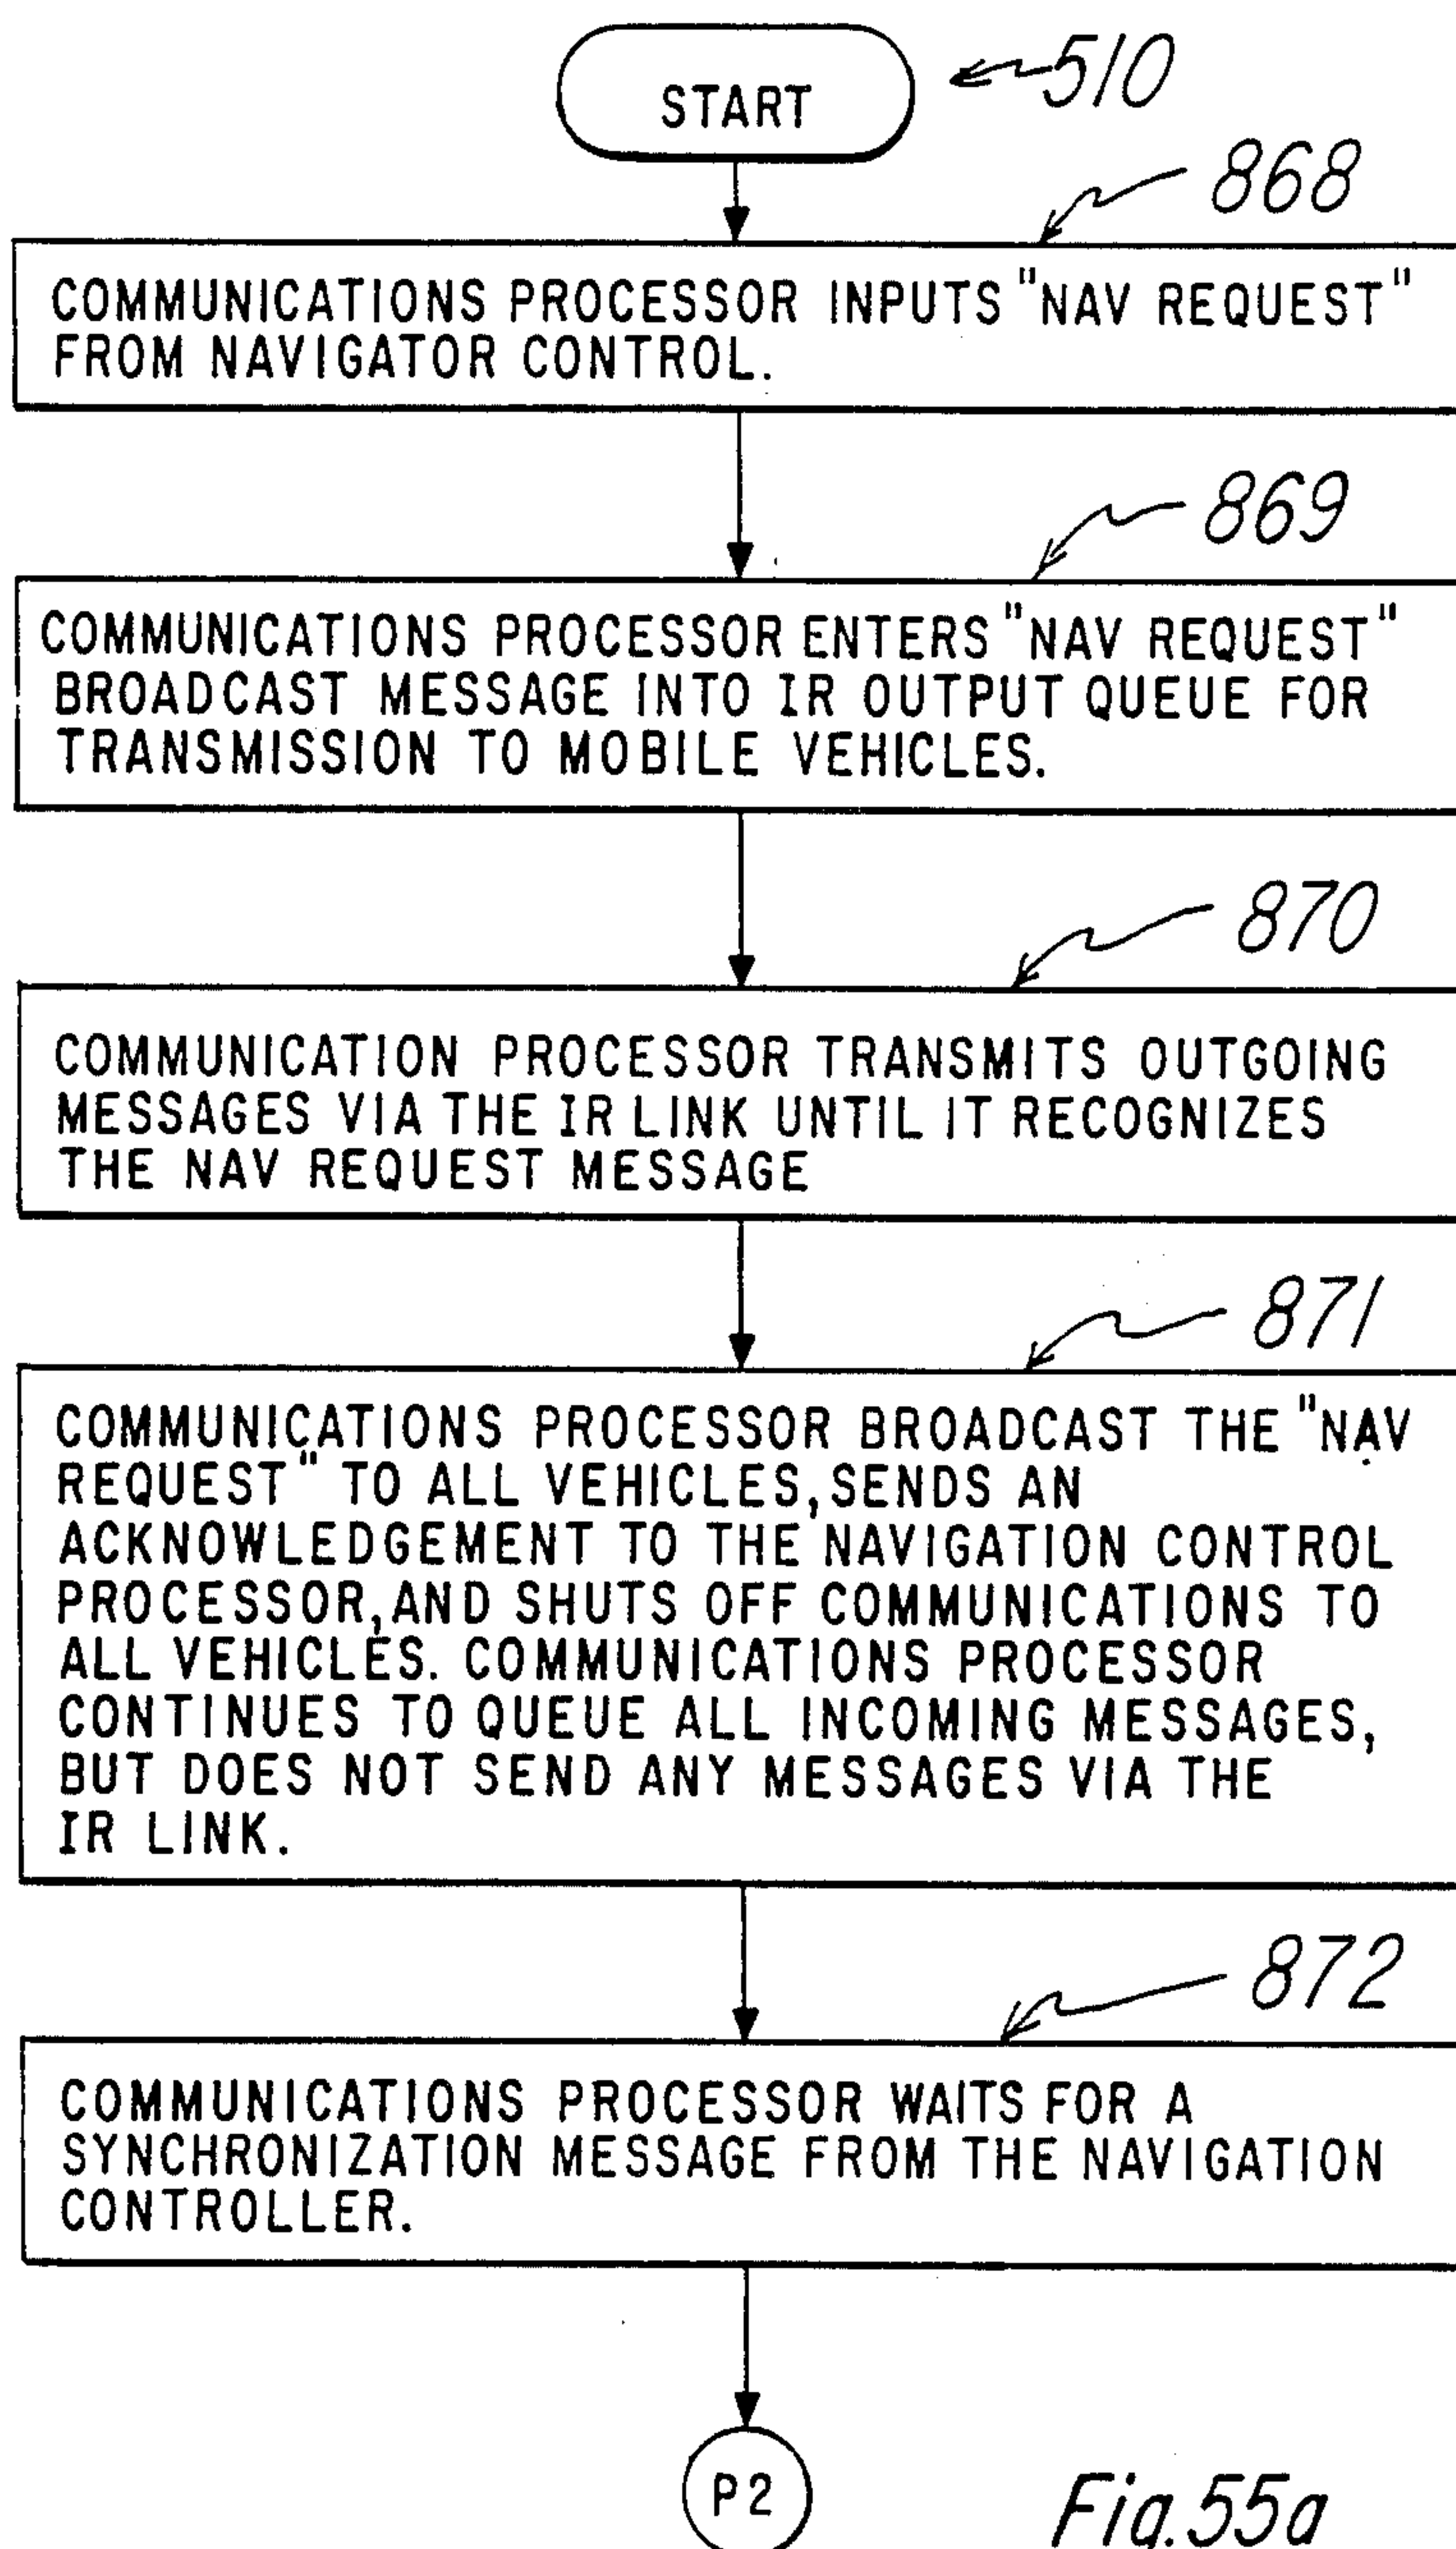 START
510
868
COMMUNICATIONS PROCESSOR INPUTS "NAV REQUEST"
FROM NAVIGATOR CONTROL.
869
COMMUNICATIONS PROCESSOR ENTERS "NAV REQUEST"
BROADCAST MESSAGE INTO IR OUTPUT QUEUE FOR
TRANSMISSION TO MOBILE VEHICLES.
870
COMMUNICATION PROCESSOR TRANSMITS OUTGOING
MESSAGES VIA THE IR LINK UNTIL IT RECOGNIZES
THE NAV REQUEST MESSAGE
871
COMMUNICATIONS PROCESSOR BROADCAST THE "NAV
REQUEST" TO ALL VEHICLES, SENDS AN
ACKNOWLEDGEMENT TO THE NAVIGATION CONTROL
PROCESSOR, AND SHUTS OFF COMMUNICATIONS TO
ALL VEHICLES. COMMUNICATIONS PROCESSOR
CONTINUES TO QUEUE ALL INCOMING MESSAGES,
BUT DOES NOT SEND ANY MESSAGES VIA THE
IR LINK.
872
COMMUNICATIONS PROCESSOR WAITS FOR A
SYNCHRONIZATION MESSAGE FROM THE NAVIGATION
CONTROLLER.
P2
Fig. 55a